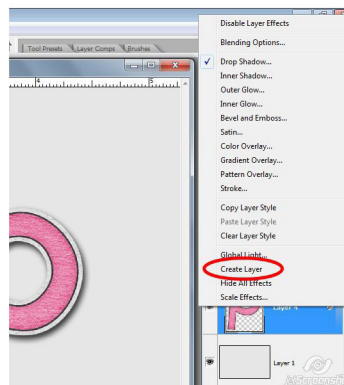 Disable Layer Effects
Tool Presets Layer Comps Brushes
Blending Options...
Drop Shadow...
Inner Shadow...
Outer Glow...
Inner Glow...
Bevel and Emboss...
Satin...
Color Overlay...
Gradient Overlay...
Pattern Overlay...
Stroke...
Copy Layer Style
Paste Layer Style
Clear Layer Style
Global Light...
Create Layer
Hide All Effects
Scale Effects...
4 5
Layer 4
Layer 1